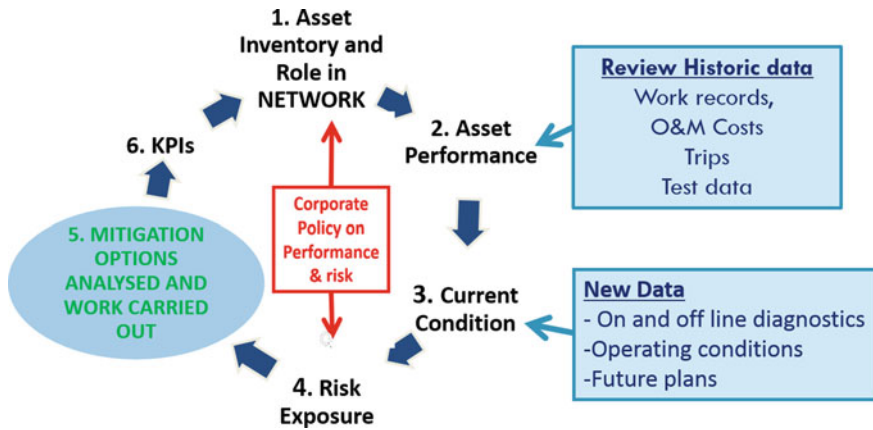 1. Asset
Inventory and
Role in
NETWORK
2. Asset
Performance
Review Historic data
Work records,
O&M Costs
Trips
Test data
3. Current
Condition
New Data
- On and off line diagnostics
-Operating conditions
-Future plans
4. Risk
Exposure
5. MITIGATION
OPTIONS
ANALYSED AND
WORK CARRIED
OUT
6. KPIs
Corporate
Policy on
Performance
& risk